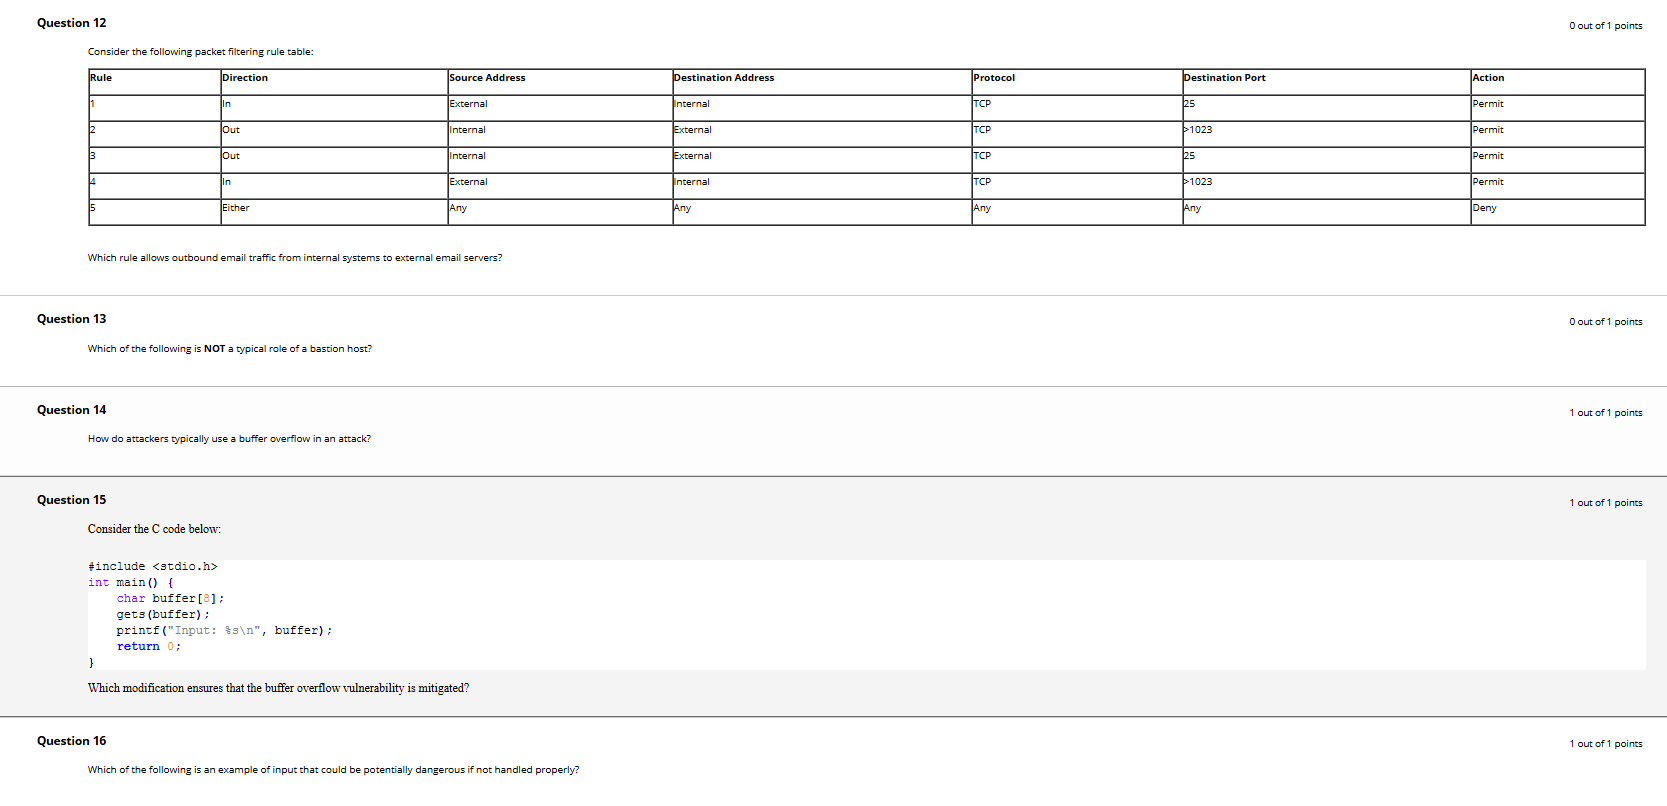 Question 12
0 out of 1 points
Consider the following packet filtering rule table:
Rule Direction Source Address Destination Address Protocol Destination Port Action
1 In External Internal TCP 25 Permit
2 Out Internal External TCP >1023 Permit
3 Out Internal External TCP 25 Permit
4 In External Internal TCP >1023 Permit
5 Either Any Any Any Any Deny
Which rule allows outbound email traffic from internal systems to external email servers?
Question 13
0 out of 1 points
Which of the following is NOT a typical role of a bastion host?
Question 14
1 out of 1 points
How do attackers typically use a buffer overflow in an attack?
Question 15
1 out of 1 points
Consider the C code below:
#include <stdio.h>
int main() {
    char buffer[8];
    gets(buffer);
    printf("Input: %s\n", buffer);
    return 0;
}
Which modification ensures that the buffer overflow vulnerability is mitigated?
Question 16
1 out of 1 points
Which of the following is an example of input that could be potentially dangerous if not handled properly?